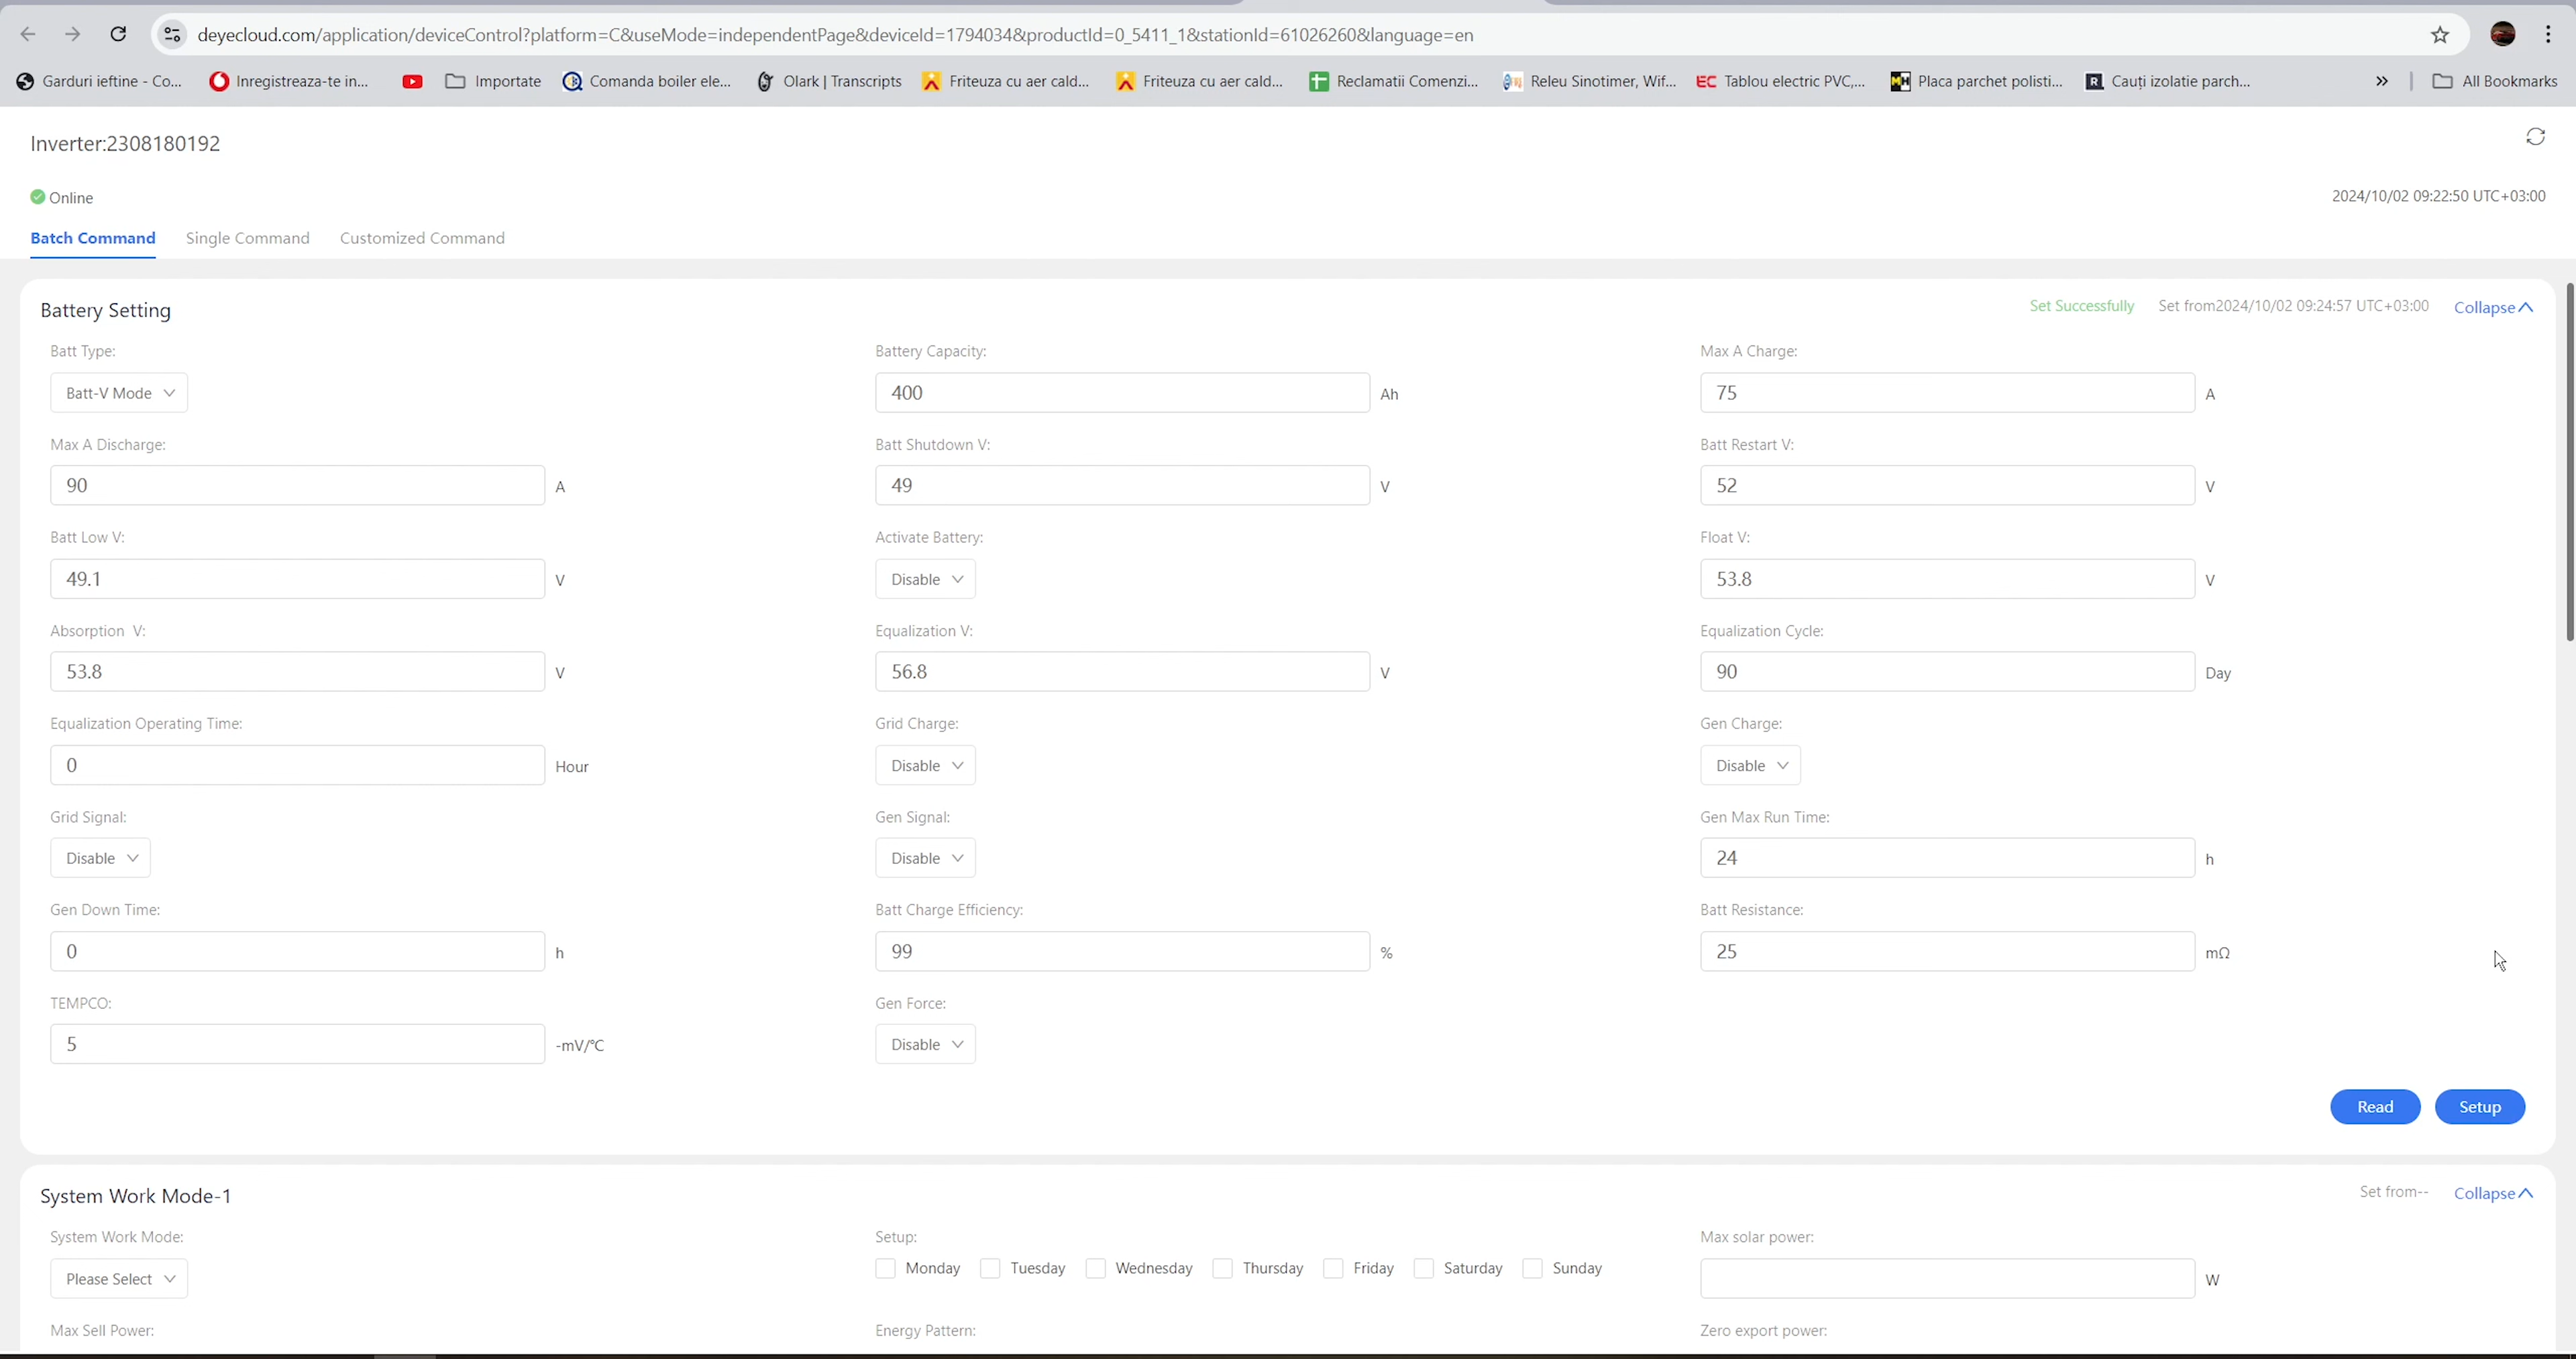 deyecloud.com/application/deviceControl?platform=C&useMode=independentPage&deviceId=1794034&productId=0_5411_1&stationId=61026260&language=en
Garduri ieftine - Co... Inregistreaza-te in... Importate Comanda boiler ele... Olark | Transcripts Friteuza cu aer cald... Friteuza cu aer cald... Reclamatii Comenzi... Releu Sinotimer, Wif... EC Tablou electric PVC,... Placa parchet polisti... R Cauți izolatie parch... » All Bookmarks
Inverter:2308180192
Online 2024/10/02 09:22:50 UTC+03:00
Batch Command Single Command Customized Command
Battery Setting Set Successfully Set from2024/10/02 09:24:57 UTC+03:00 Collapse
Batt Type: Battery Capacity: Max A Charge:
Batt-V Mode 400 Ah 75 A
Max A Discharge: Batt Shutdown V: Batt Restart V:
90 A 49 V 52 V
Batt Low V: Activate Battery: Float V:
49.1 V Disable 53.8 V
Absorption V: Equalization V: Equalization Cycle:
53.8 V 56.8 V 90 Day
Equalization Operating Time: Grid Charge: Gen Charge:
0 Hour Disable Disable
Grid Signal: Gen Signal: Gen Max Run Time:
Disable Disable 24 h
Gen Down Time: Batt Charge Efficiency: Batt Resistance:
0 h 99 % 25 mΩ
TEMPCO: Gen Force:
5 -mV/℃ Disable
Read Setup
System Work Mode-1 Set from-- Collapse
System Work Mode: Setup: Max solar power:
Please Select Monday Tuesday Wednesday Thursday Friday Saturday Sunday W
Max Sell Power: Energy Pattern: Zero export power: